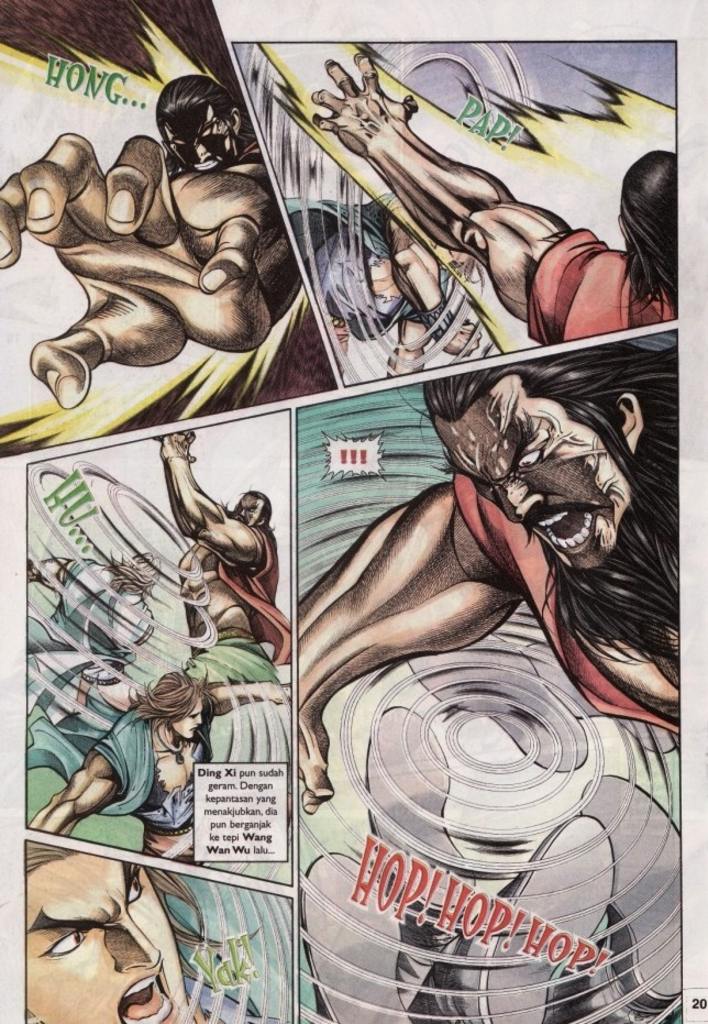 HONG...
PAP!
HU...
!!!
Ding Xi pun sudah
geram. Dengan
kepantasan yang
menakjubkan, dia
pun berganjak
ke tepi Wang
Wan Wu lalu...
HOP! HOP! HOP!
Yak!
20